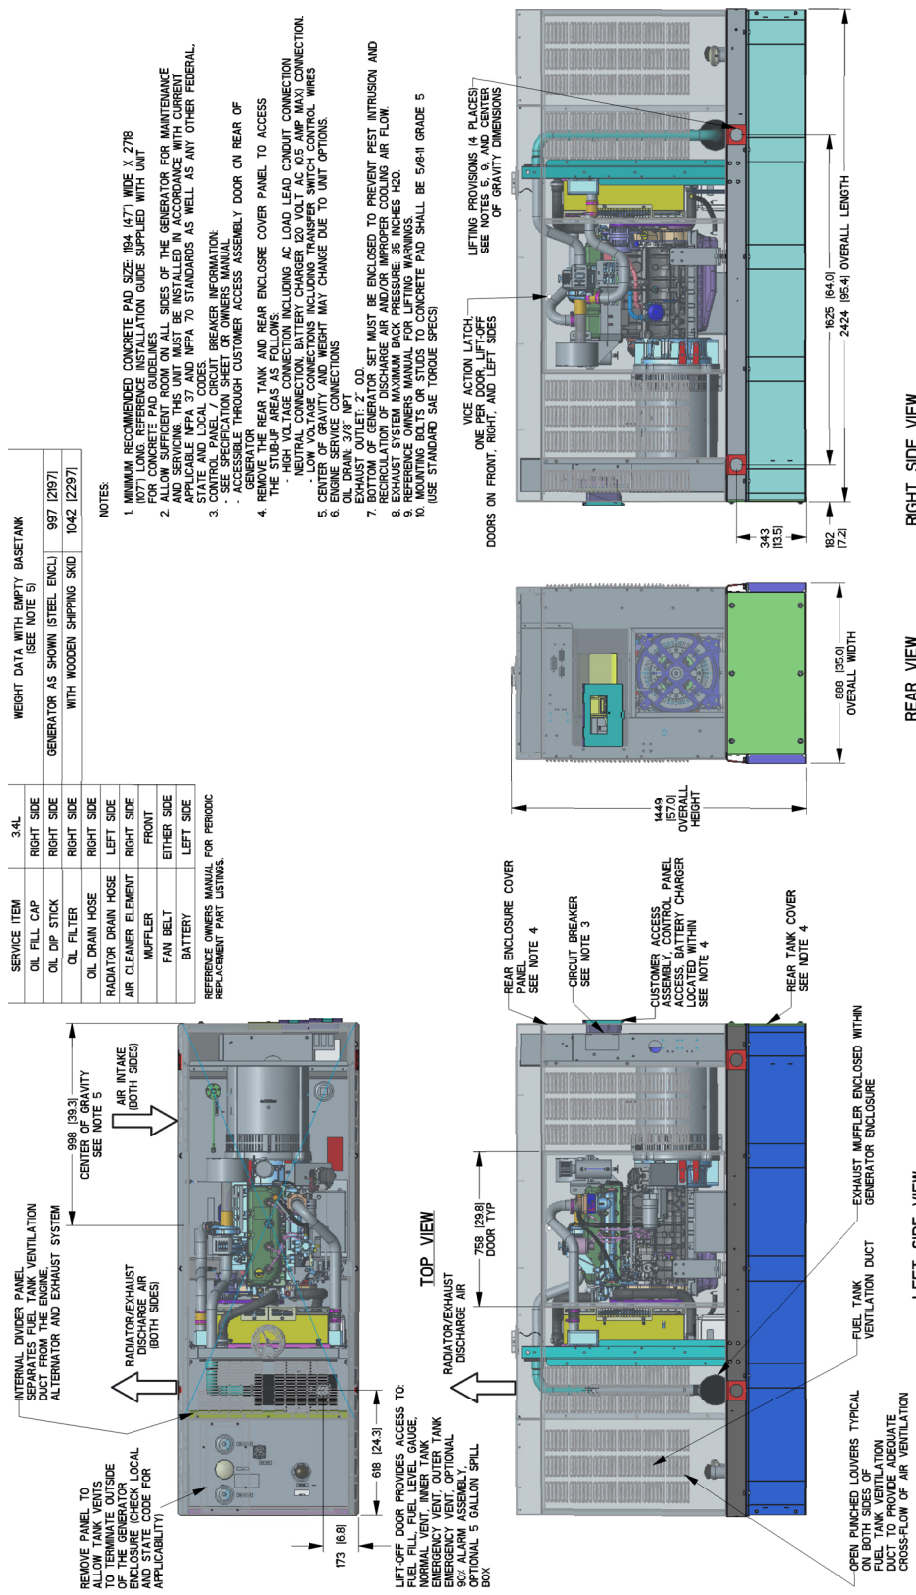 SERVICE ITEM 3.4L
OIL FILL CAP RIGHT SIDE
OIL DIP STICK RIGHT SIDE
OIL FILTER RIGHT SIDE
OIL DRAIN HOSE RIGHT SIDE
RADIATOR DRAIN HOSE LEFT SIDE
AIR CLEANER ELEMENT RIGHT SIDE
MUFFLER FRONT
FAN BELT EITHER SIDE
BATTERY LEFT SIDE
REFERENCE OWNERS MANUAL FOR PERIODIC
REPLACEMENT PART LISTINGS.
WEIGHT DATA WITH EMPTY BASETANK
(SEE NOTE 5)
GENERATOR AS SHOWN (STEEL ENCL) 997 [2197]
WITH WOODEN SHIPPING SKID 1042 [2297]
NOTES:
1. MINIMUM RECOMMENDED CONCRETE PAD SIZE: 1194 (47") WIDE X 2718
(107") LONG. REFERENCE INSTALLATION GUIDE SUPPLIED WITH UNIT
FOR CONCRETE PAD GUIDELINES
2. ALLOW SUFFICIENT ROOM ON ALL SIDES OF THE GENERATOR FOR MAINTENANCE
AND SERVICING. THIS UNIT MUST BE INSTALLED IN ACCORDANCE WITH CURRENT
APPLICABLE NFPA 37 AND NFPA 70 STANDARDS AS WELL AS ANY OTHER FEDERAL,
STATE AND LOCAL CODES.
3. CONTROL PANEL / CIRCUIT BREAKER INFORMATION:
- SEE SPECIFICATION SHEET OR OWNERS MANUAL
- ACCESSIBLE THROUGH CUSTOMER ACCESS ASSEMBLY DOOR ON REAR OF
GENERATOR
4. REMOVE THE REAR TANK AND REAR ENCLOSRE COVER PANEL TO ACCESS
THE STUB-UP AREAS AS FOLLOWS:
- HIGH VOLTAGE CONNECTION INCLUDING AC LOAD LEAD CONDUIT CONNECTION
NEUTRAL CONNECTION, BATTERY CHARGER 120 VOLT AC (0.5 AMP MAX) CONNECTION.
- LOW VOLTAGE CONNECTIONS INCLUDING TRANSFER SWITCH CONTROL WIRES
5. CENTER OF GRAVITY AND WEIGHT MAY CHANGE DUE TO UNIT OPTIONS.
6. ENGINE SERVICE CONNECTIONS
OIL DRAIN: 3/8" NPT
EXHAUST OUTLET: 2" O.D.
7. BOTTOM OF GENERATOR SET MUST BE ENCLOSED TO PREVENT PEST INTRUSION AND
RECIRCULATION OF DISCHARGE AIR AND/OR IMPROPER COOLING AIR FLOW.
8. EXHAUST SYSTEM MAXIMUM BACK PRESSURE: 35 INCHES H2O.
9. REFERENCE OWNERS MANUAL FOR LIFTING WARNINGS.
10. MOUNTING BOLTS OR STUDS TO CONCRETE PAD SHALL BE 5/8-11 GRADE 5
(USE STANDARD SAE TORQUE SPECS)
REMOVE PANEL TO
ALLOW TANK VENTS
TO TERMINATE OUTSIDE
OF THE GENERATOR
ENCLOSURE (CHECK LOCAL
AND STATE CODE FOR
APPLICABILITY)
INTERNAL DIVIDER PANEL
SEPARATES FUEL TANK VENTILATION
DUCT FROM THE ENGINE,
ALTERNATOR AND EXHAUST SYSTEM
RADIATOR/EXHAUST
DISCHARGE AIR
(BOTH SIDES)
998 [39.3]
CENTER OF GRAVITY
SEE NOTE 5
AIR INTAKE
(BOTH SIDES)
173 [6.8]
618 [24.3]
LIFT-OFF DOOR PROVIDES ACCESS TO:
FUEL FILL, FUEL LEVEL GAUGE,
NORMAL VENT, INNER TANK
EMERGENCY VENT, OUTER TANK
EMERGENCY VENT, OPTIONAL
90% ALARM ASSEMBLY,
OPTIONAL 5 GALLON SPILL
BOX
TOP VIEW
RADIATOR/EXHAUST
DISCHARGE AIR
758 [29.8]
DOOR TYP
REAR ENCLOSURE COVER
PANEL
SEE NOTE 4
CIRCUIT BREAKER
SEE NOTE 3
CUSTOMER ACCESS
ASSEMBLY, CONTROL PANEL
ACCESS, BATTERY CHARGER
LOCATED WITHIN
SEE NOTE 4
REAR TANK COVER
SEE NOTE 4
OPEN PUNCHED LOUVERS TYPICAL
ON BOTH SIDES OF
FUEL TANK VENTILATION
DUCT TO PROVIDE ADEQUATE
CROSS-FLOW OF AIR VENTILATION
FUEL TANK
VENTILATION DUCT
EXHAUST MUFFLER ENCLOSED WITHIN
GENERATOR ENCLOSURE
LEFT SIDE VIEW
1449
[57.0]
OVERALL
HEIGHT
888 [35.0]
OVERALL WIDTH
REAR VIEW
DOORS ON FRONT, RIGHT, AND LEFT SIDES
VICE ACTION LATCH,
ONE PER DOOR, LIFT-OFF
LIFTING PROVISIONS (4 PLACES)
SEE NOTES 5, 9, AND CENTER
OF GRAVITY DIMENSIONS
343
[13.5]
182
[7.2]
1625 [64.0]
2424 [95.4] OVERALL LENGTH
RIGHT SIDE VIEW